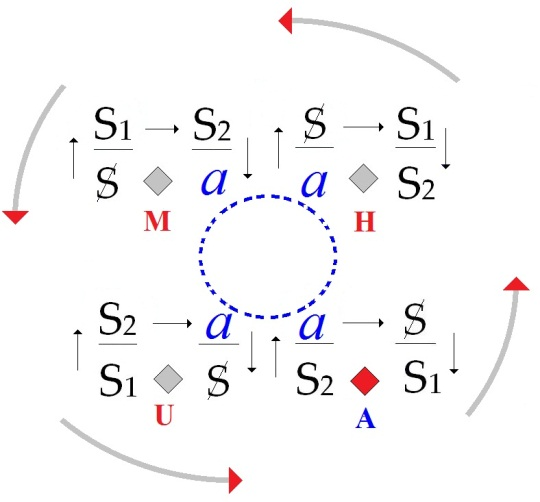 S1 → S2 $ → S1
$ a a S2
M H
S2 → a a → $
S1 $ S2 S1
U A